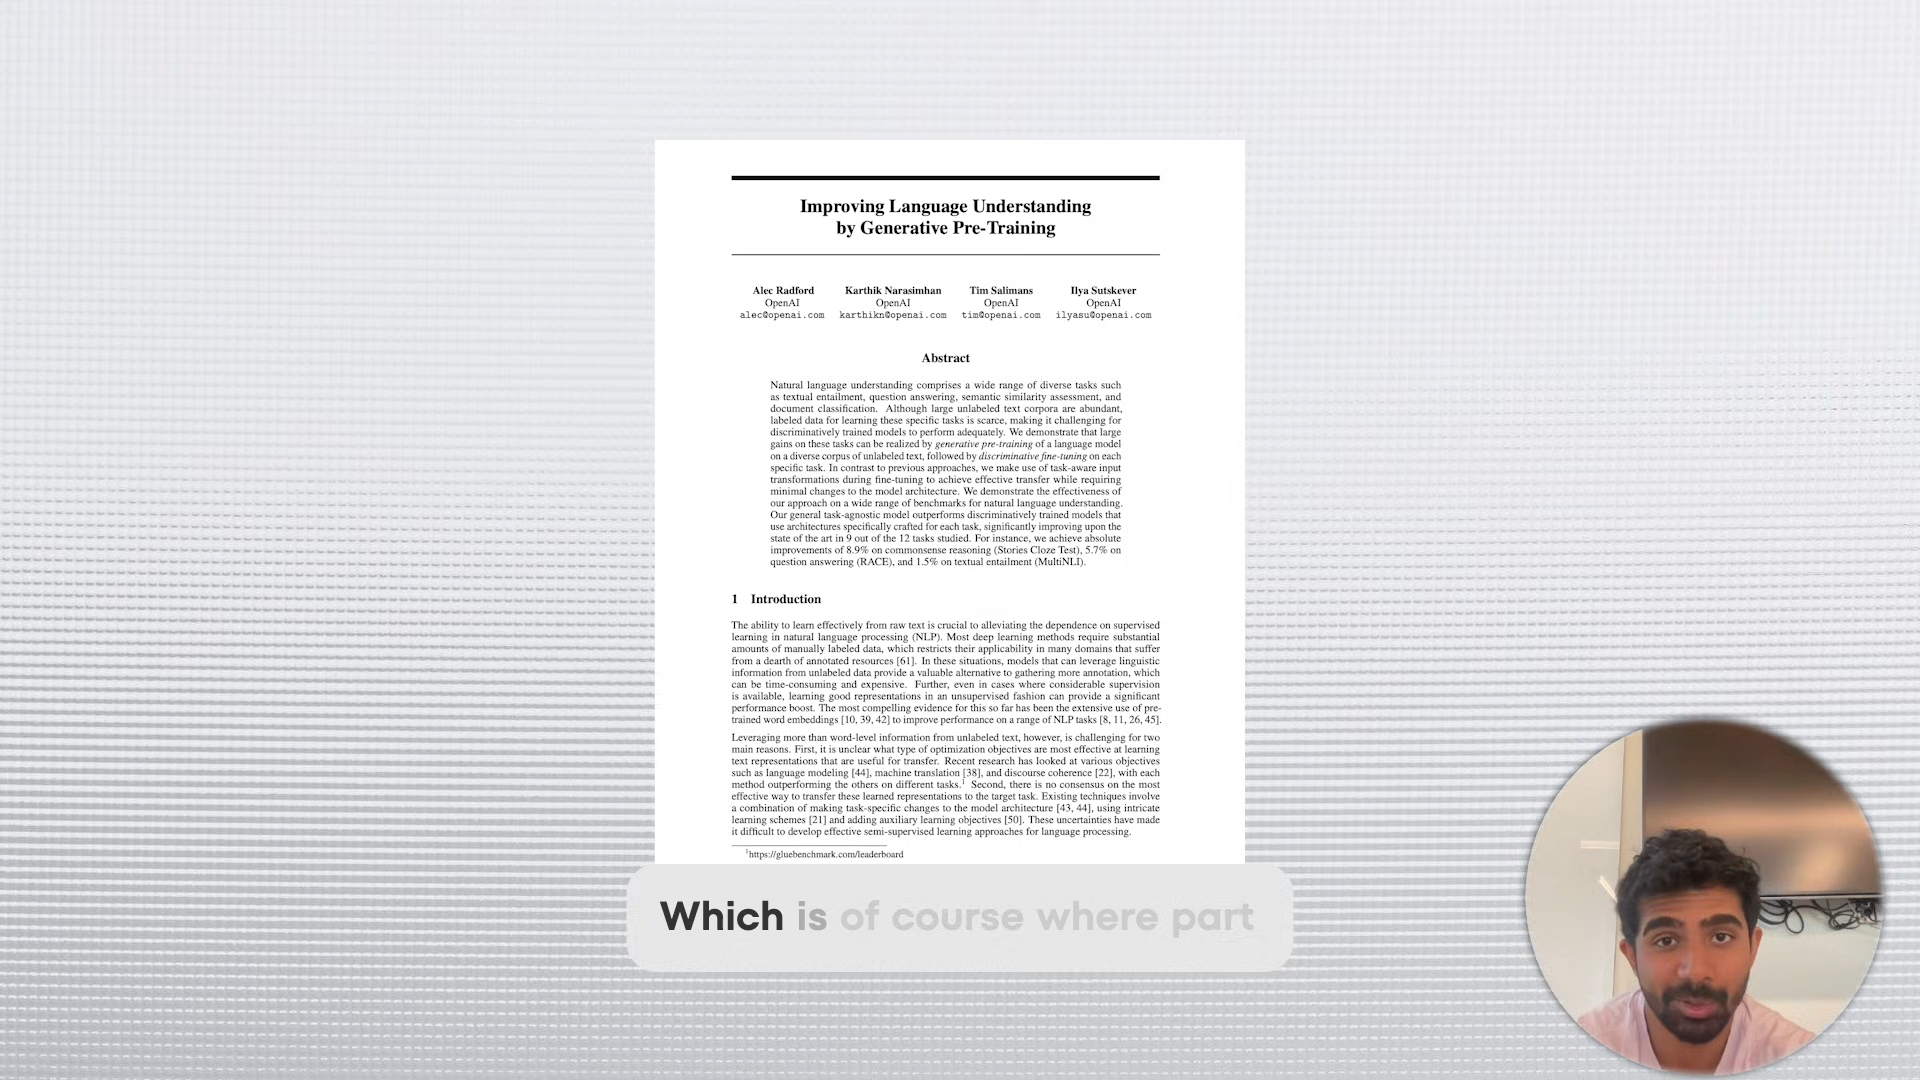 Improving Language Understanding
by Generative Pre-Training
Alec Radford
OpenAI
alec@openai.com
Karthik Narasimhan
OpenAI
karthikn@openai.com
Tim Salimans
OpenAI
tim@openai.com
Ilya Sutskever
OpenAI
ilyasu@openai.com
Abstract
Natural language understanding comprises a wide range of diverse tasks such
as textual entailment, question answering, semantic similarity assessment, and
document classification. Although large unlabeled text corpora are abundant,
labeled data for learning these specific tasks is scarce, making it challenging for
discriminatively trained models to perform adequately. We demonstrate that large
gains on these tasks can be realized by generative pre-training of a language model
on a diverse corpus of unlabeled text, followed by discriminative fine-tuning on each
specific task. In contrast to previous approaches, we make use of task-aware input
transformations during fine-tuning to achieve effective transfer while requiring
minimal changes to the model architecture. We demonstrate the effectiveness of
our approach on a wide range of benchmarks for natural language understanding.
Our general task-agnostic model outperforms discriminatively trained models that
use architectures specifically crafted for each task, significantly improving upon the
state of the art in 9 out of the 12 tasks studied. For instance, we achieve absolute
improvements of 8.9% on commonsense reasoning (Stories Cloze Test), 5.7% on
question answering (RACE), and 1.5% on textual entailment (MultiNLI).
1 Introduction
The ability to learn effectively from raw text is crucial to alleviating the dependence on supervised
learning in natural language processing (NLP). Most deep learning methods require substantial
amounts of manually labeled data, which restricts their applicability in many domains that suffer
from a dearth of annotated resources [61]. In these situations, models that can leverage linguistic
information from unlabeled data provide a valuable alternative to gathering more annotation, which
can be time-consuming and expensive. Further, even in cases where considerable supervision
is available, learning good representations in an unsupervised fashion can provide a significant
performance boost. The most compelling evidence for this so far has been the extensive use of pre-
trained word embeddings [10, 39, 42] to improve performance on a range of NLP tasks [8, 11, 26, 45].
Leveraging more than word-level information from unlabeled text, however, is challenging for two
main reasons. First, it is unclear what type of optimization objectives are most effective at learning
text representations that are useful for transfer. Recent research has looked at various objectives
such as language modeling [44], machine translation [38], and discourse coherence [22], with each
method outperforming the others on different tasks.1 Second, there is no consensus on the most
effective way to transfer these learned representations to the target task. Existing techniques involve
a combination of making task-specific changes to the model architecture [43, 44], using intricate
learning schemes [21] and adding auxiliary learning objectives [50]. These uncertainties have made
it difficult to develop effective semi-supervised learning approaches for language processing.
1https://gluebenchmark.com/leaderboard
Which is of course where part